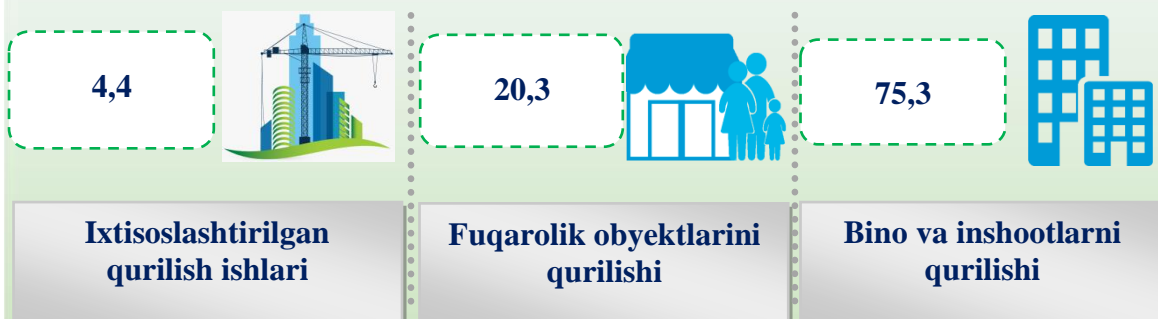 4,4
20,3
75,3
Ixtisoslashtirilgan
qurilish ishlari
Fuqarolik obyektlarini
qurilishi
Bino va inshootlarni
qurilishi